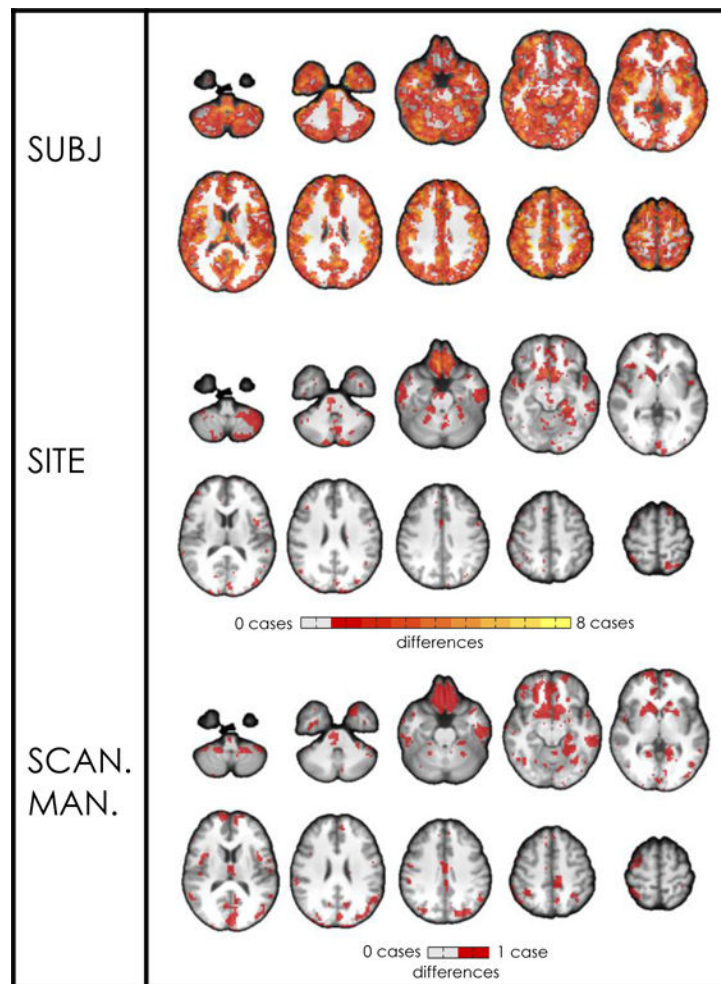 SUBJ
SITE
0 cases 8 cases
differences
SCAN.
MAN.
0 cases 1 case
differences